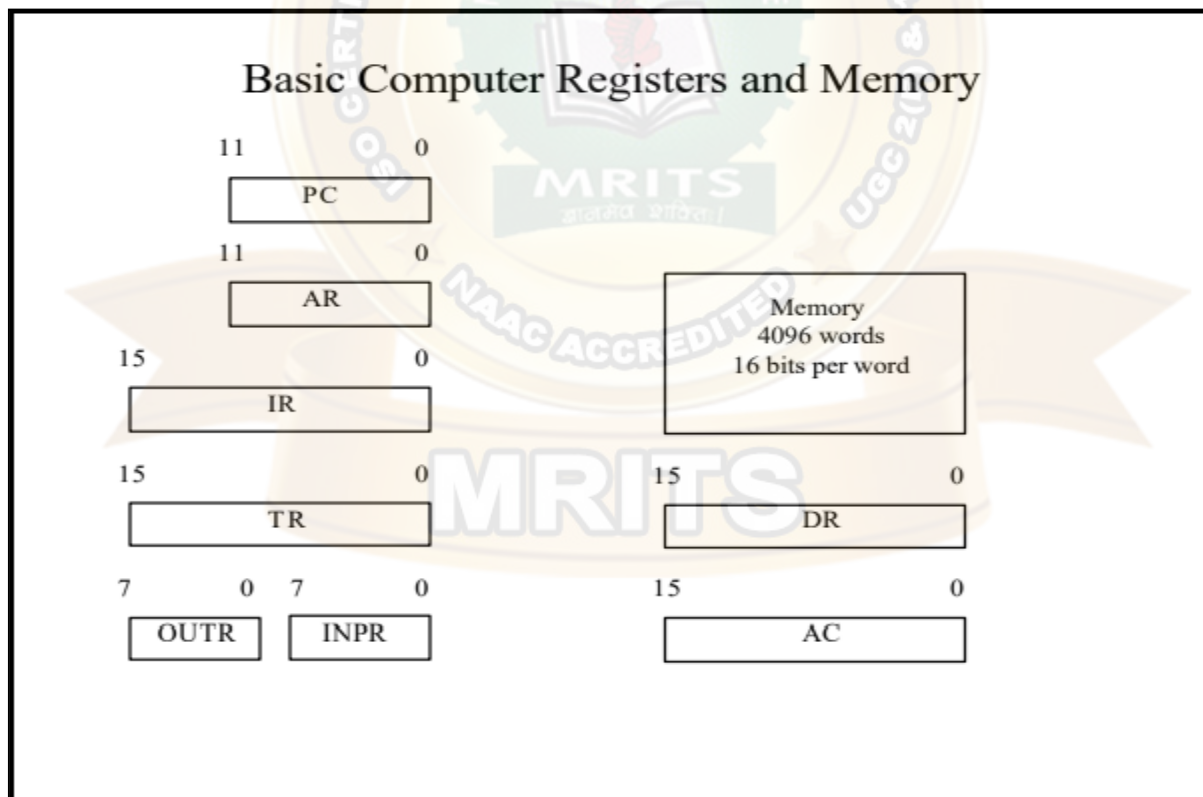 Basic Computer Registers and Memory
11 0
PC
11 0
AR
15 0
IR
15 0
TR
7 0 7 0
OUTR INPR
Memory
4096 words
16 bits per word
15 0
DR
15 0
AC
MRITS
NAAC ACCREDITED
UGC 2(f) &
MRITS